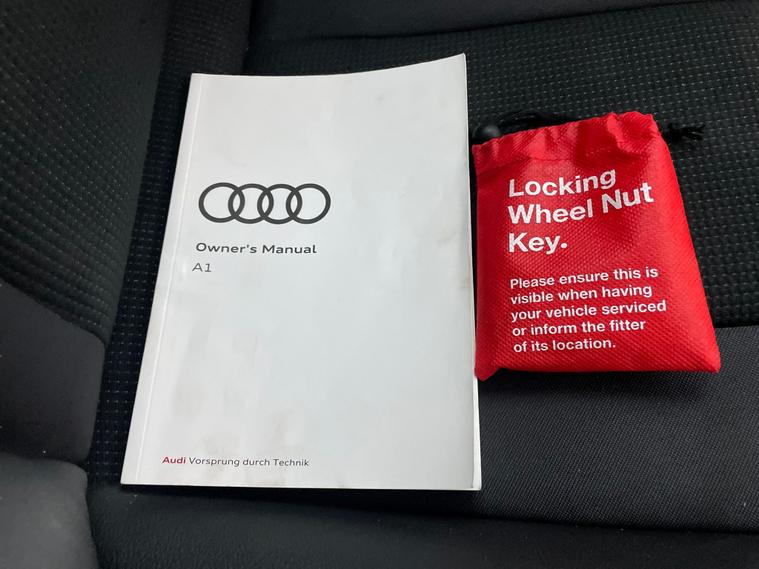 Owner's Manual
A1
Audi Vorsprung durch Technik
Locking
Wheel Nut
Key.
Please ensure this is
visible when having
your vehicle serviced
or inform the fitter
of its location.